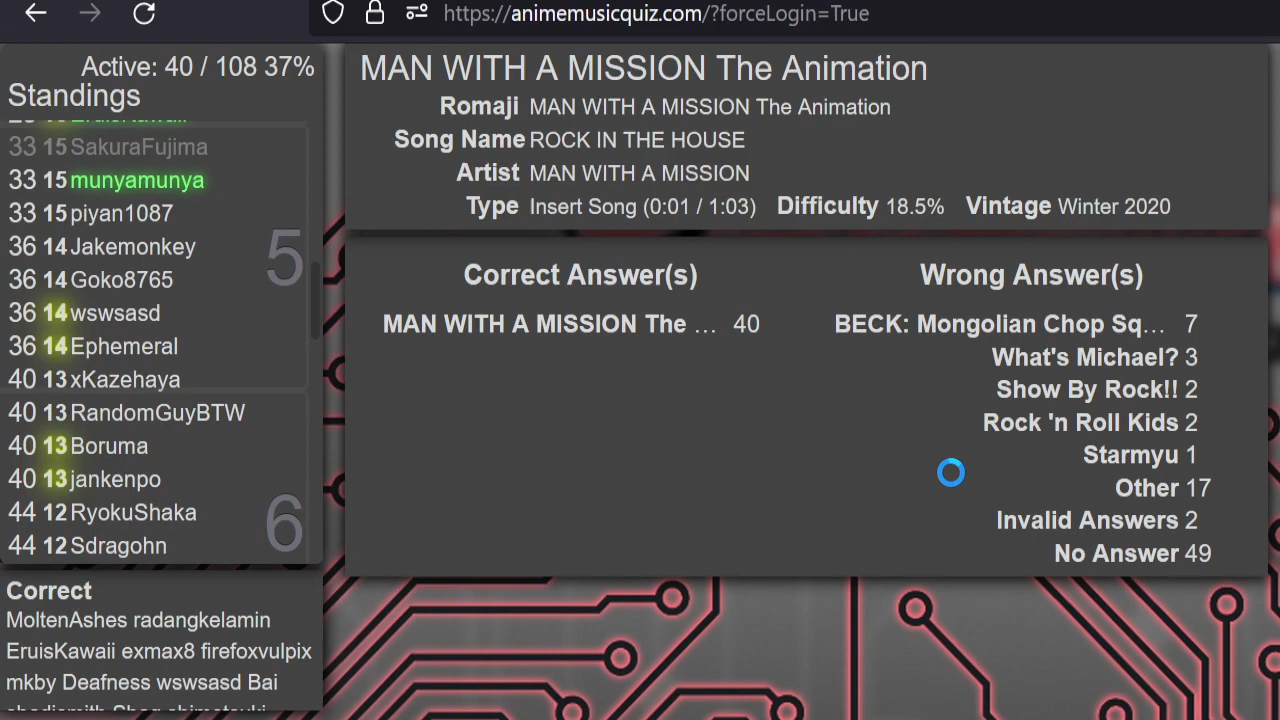 https://animemusicquiz.com/?forceLogin=True
Active: 40 / 108 37%
Standings
33 15 SakuraFujima
33 15 munyamunya
33 15 piyan1087
36 14 Jakemonkey
36 14 Goko8765
5
36 14 wswsasd
36 14 Ephemeral
40 13 xKazehaya
40 13 RandomGuyBTW
40 13 Boruma
40 13 jankenpo
44 12 RyokuShaka
6
44 12 Sdragohn
Correct
MoltenAshes radangkelamin
EruisKawaii exmax8 firefoxvulpix
mkby Deafness wswsasd Bai
MAN WITH A MISSION The Animation
Romaji MAN WITH A MISSION The Animation
Song Name ROCK IN THE HOUSE
Artist MAN WITH A MISSION
Type Insert Song (0:01 / 1:03) Difficulty 18.5% Vintage Winter 2020
Correct Answer(s)
MAN WITH A MISSION The ... 40
Wrong Answer(s)
BECK: Mongolian Chop Sq... 7
What's Michael? 3
Show By Rock!! 2
Rock 'n Roll Kids 2
Starmyu 1
Other 17
Invalid Answers 2
No Answer 49